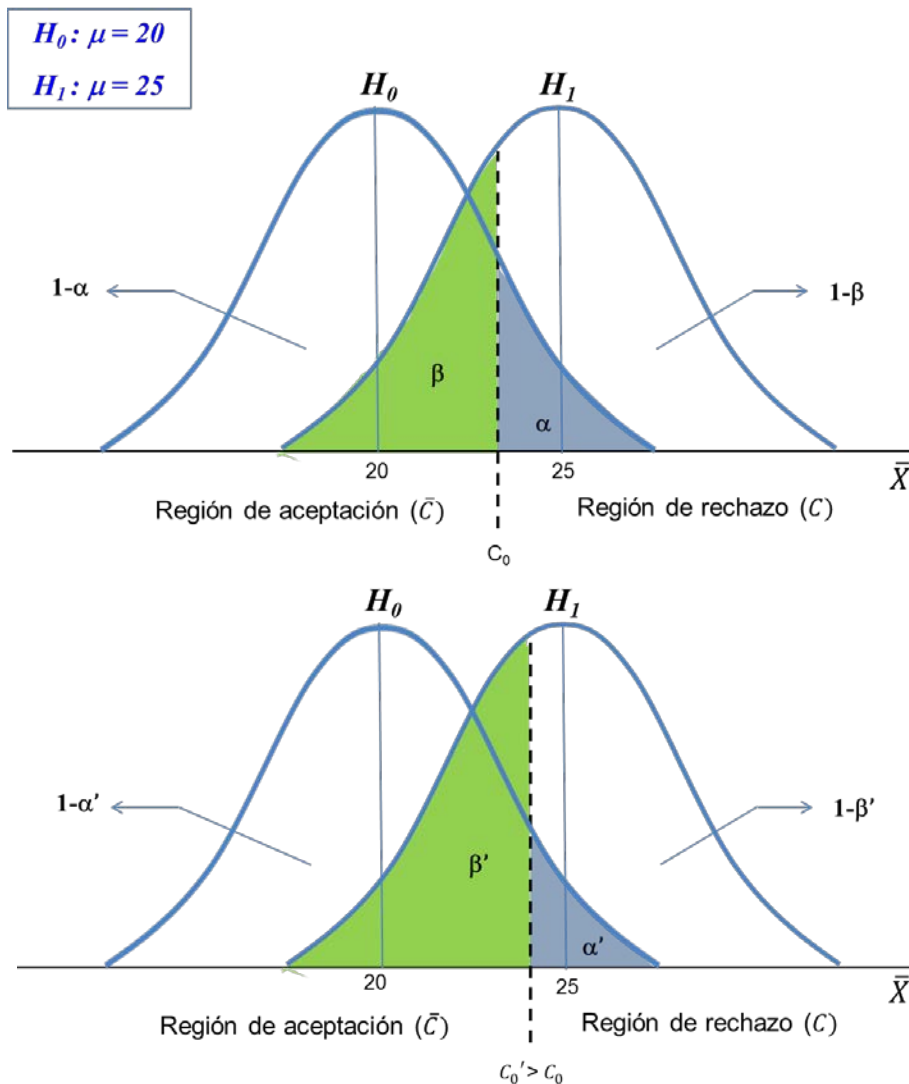 H₀: μ = 20
H₁: μ = 25
H₀ H₁
1-α 1-β
β
α
20 25 X̄
Región de aceptación (C̄) Región de rechazo (C)
C₀
H₀ H₁
1-α’ 1-β’
β’
α’
20 25 X̄
Región de aceptación (C̄) Región de rechazo (C)
C₀'> C₀